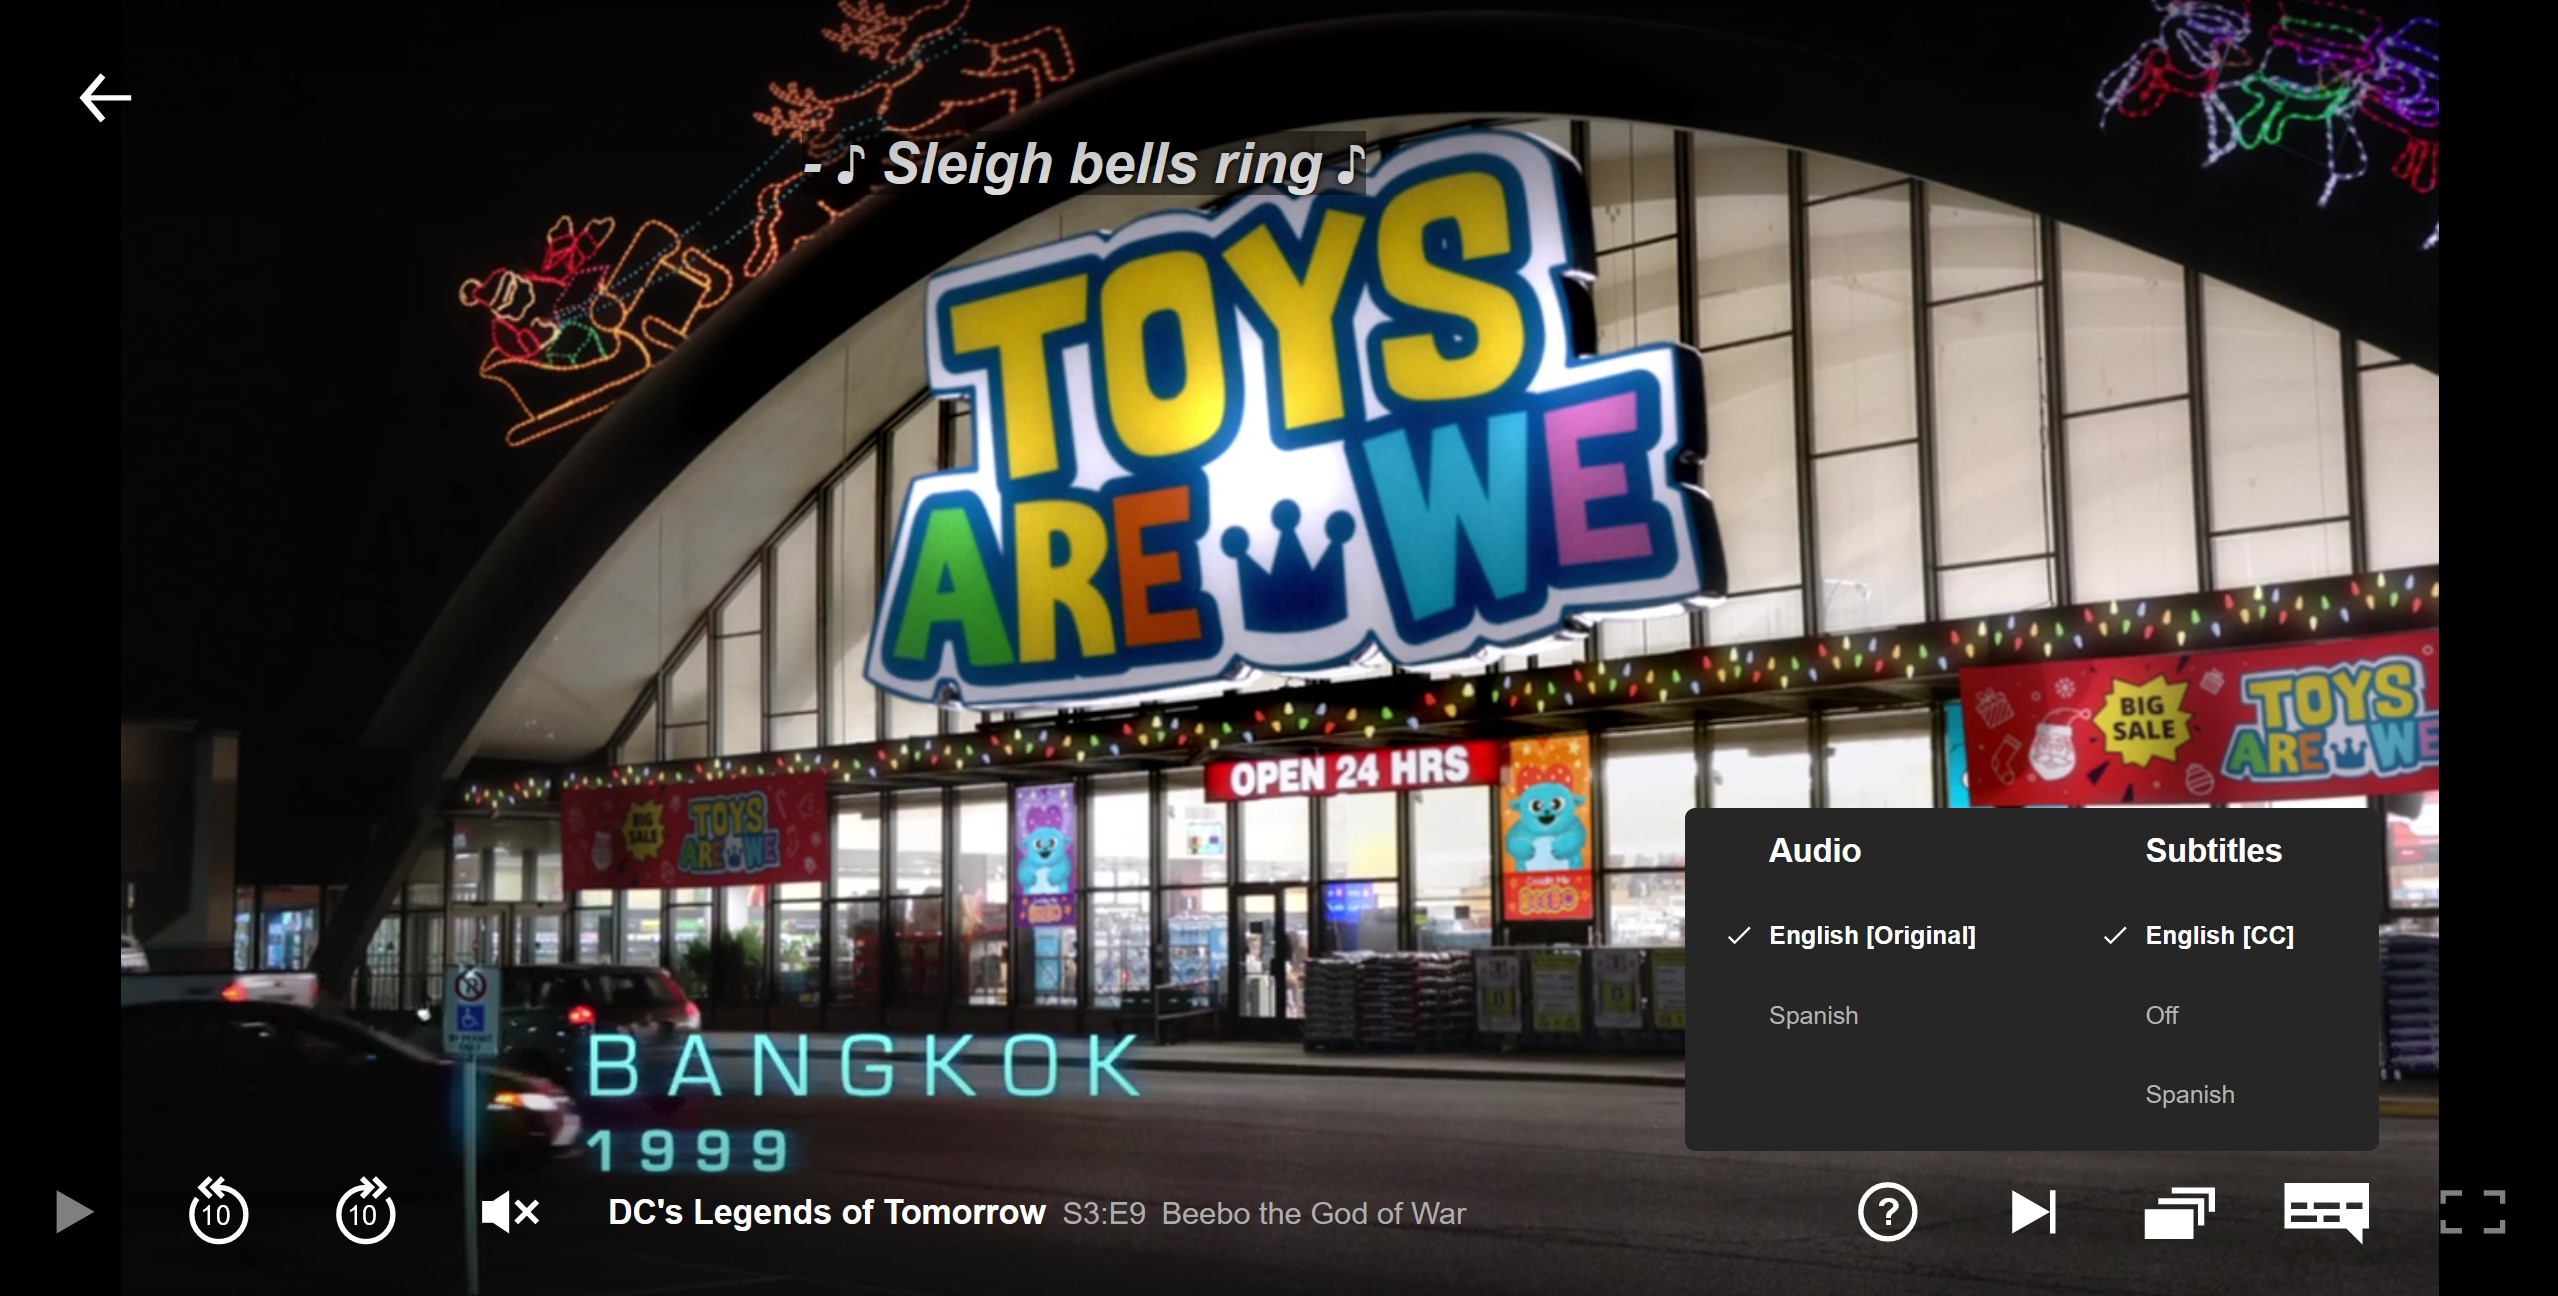 - ♪ Sleigh bells ring ♪
TOYS
ARE WE
BIG
SALE
TOYS
ARE WE
OPEN 24 HRS
BIG
SALE
TOYS
ARE WE
BEEBO
BEEBO
Audio
Subtitles
English [Original]
English [CC]
Spanish
Off
Spanish
BANGKOK
1999
10
10
DC's Legends of Tomorrow S3:E9 Beebo the God of War
?